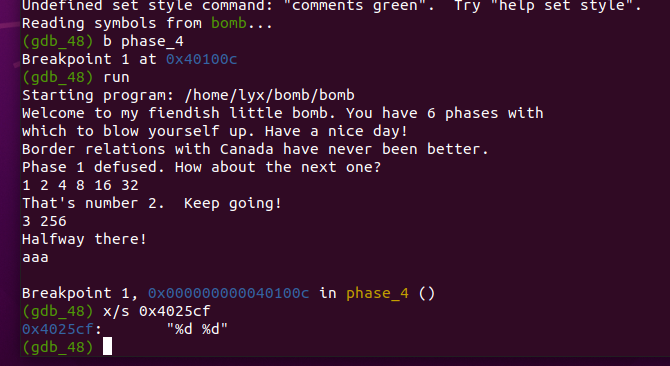 Undefined set style command: "comments green".  Try "help set style".
Reading symbols from bomb...
(gdb_48) b phase_4
Breakpoint 1 at 0x40100c
(gdb_48) run
Starting program: /home/lyx/bomb/bomb
Welcome to my fiendish little bomb. You have 6 phases with
which to blow yourself up. Have a nice day!
Border relations with Canada have never been better.
Phase 1 defused. How about the next one?
1 2 4 8 16 32
That's number 2.  Keep going!
3 256
Halfway there!
aaa
Breakpoint 1, 0x000000000040100c in phase_4 ()
(gdb_48) x/s 0x4025cf
0x4025cf:       "%d %d"
(gdb_48)